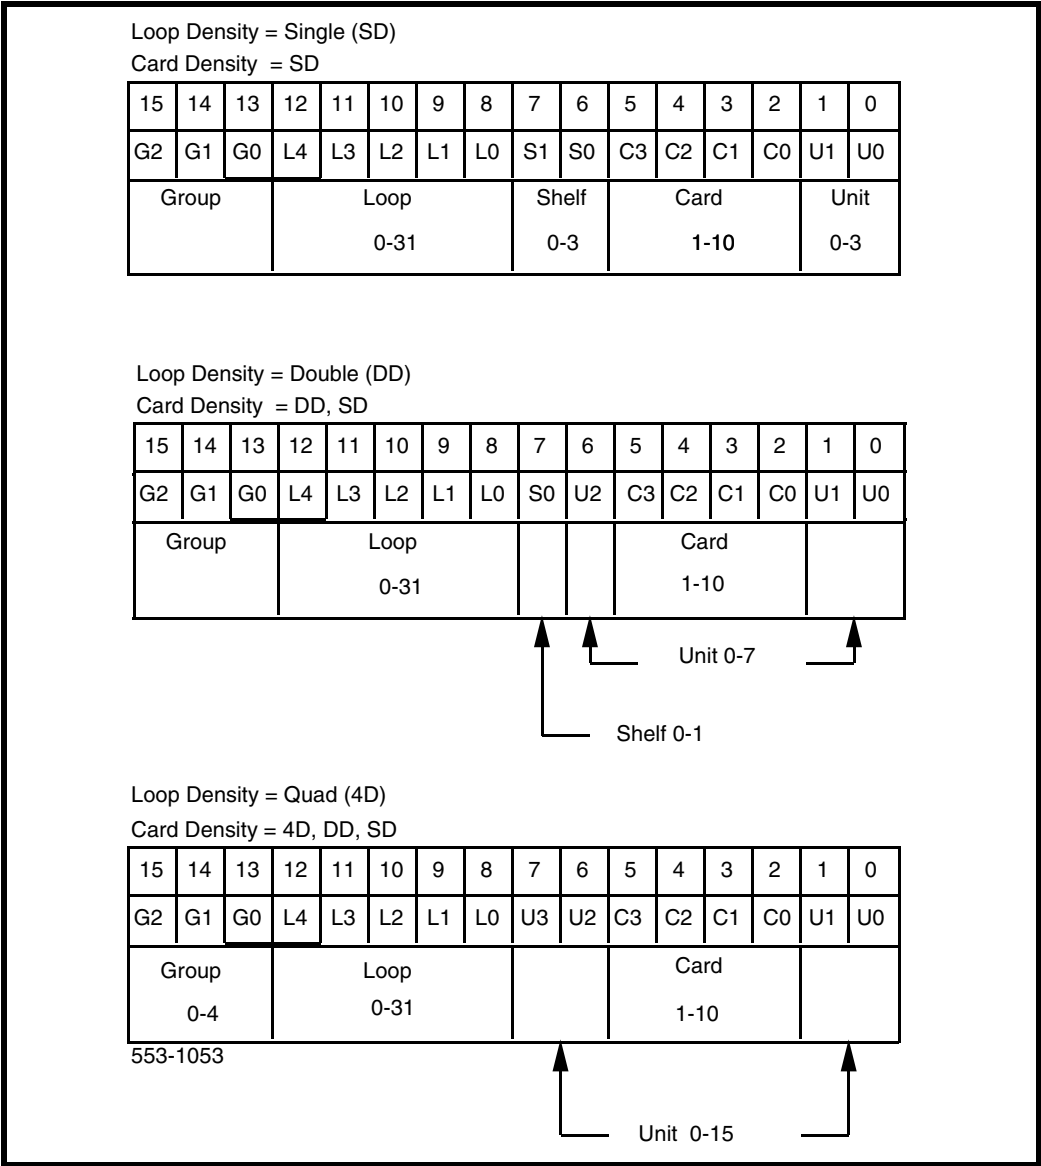 Loop Density = Single (SD)
Card Density = SD
15 14 13 12 11 10 9 8 7 6 5 4 3 2 1 0
G2 G1 G0 L4 L3 L2 L1 L0 S1 S0 C3 C2 C1 C0 U1 U0
Group Loop Shelf Card Unit
0-31 0-3 1-10 0-3
Loop Density = Double (DD)
Card Density = DD, SD
15 14 13 12 11 10 9 8 7 6 5 4 3 2 1 0
G2 G1 G0 L4 L3 L2 L1 L0 S0 U2 C3 C2 C1 C0 U1 U0
Group Loop Card
0-31 1-10
Unit 0-7
Shelf 0-1
Loop Density = Quad (4D)
Card Density = 4D, DD, SD
15 14 13 12 11 10 9 8 7 6 5 4 3 2 1 0
G2 G1 G0 L4 L3 L2 L1 L0 U3 U2 C3 C2 C1 C0 U1 U0
Group Loop Card
0-4 0-31 1-10
553-1053
Unit 0-15